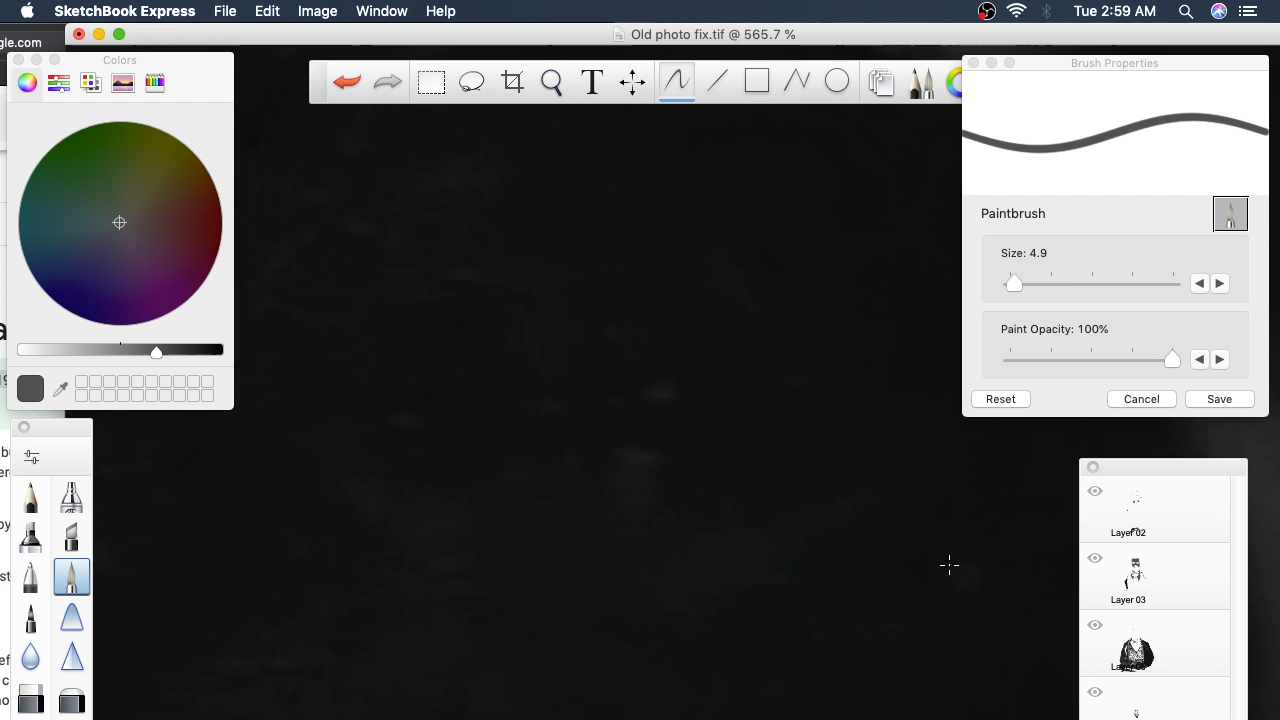 SketchBook Express File Edit Image Window Help Tue 2:59 AM
gle.com
Old photo fix.tif @ 565.7 %
Colors
T
Brush Properties
Paintbrush
Size: 4.9
Paint Opacity: 100%
Reset Cancel Save
Layer 02
Layer 03